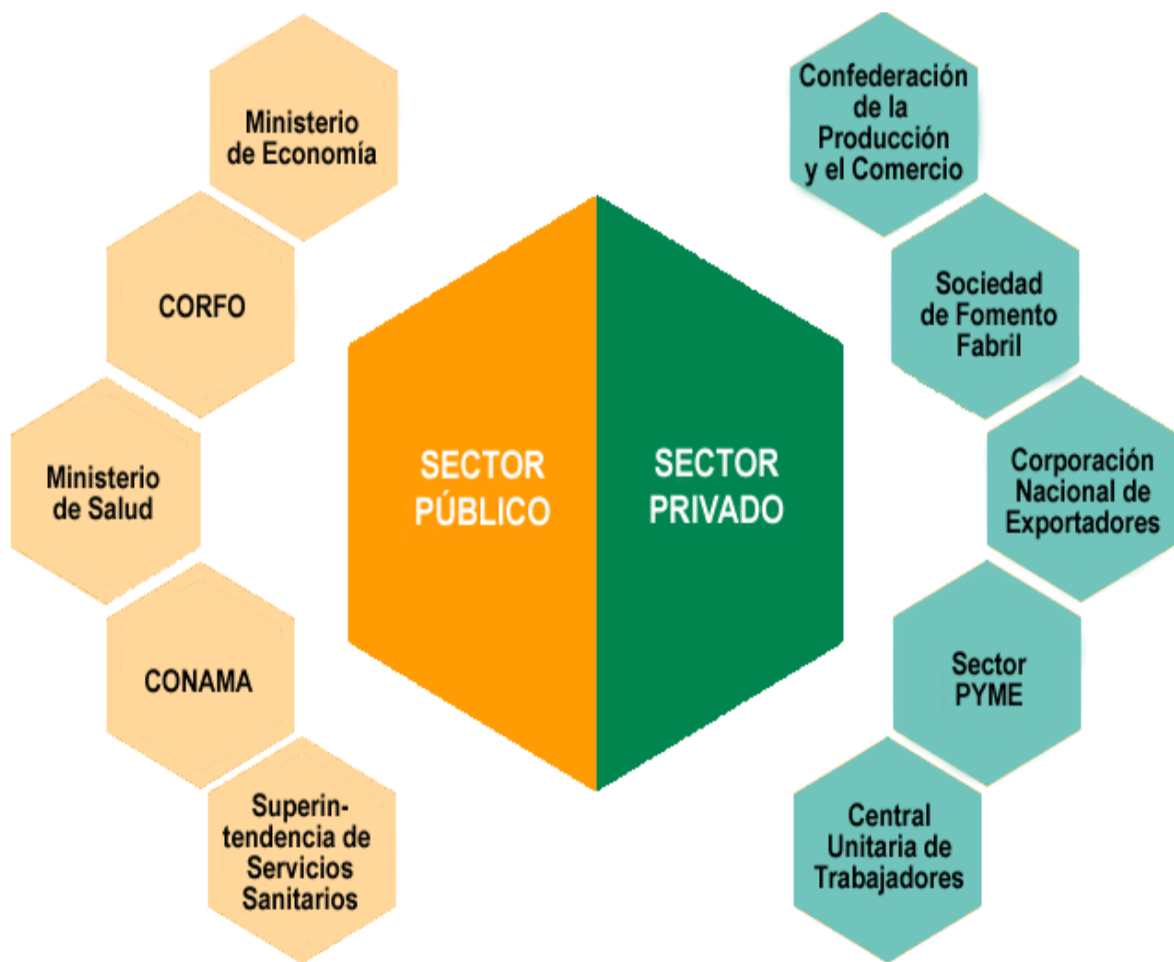 Ministerio
de Economía
CORFO
Ministerio
de Salud
CONAMA
Superin-
tendencia de
Servicios
Sanitarios
SECTOR
PÚBLICO
SECTOR
PRIVADO
Confederación
de la
Producción
y el Comercio
Sociedad
de Fomento
Fabril
Corporación
Nacional de
Exportadores
Sector
PYME
Central
Unitaria de
Trabajadores